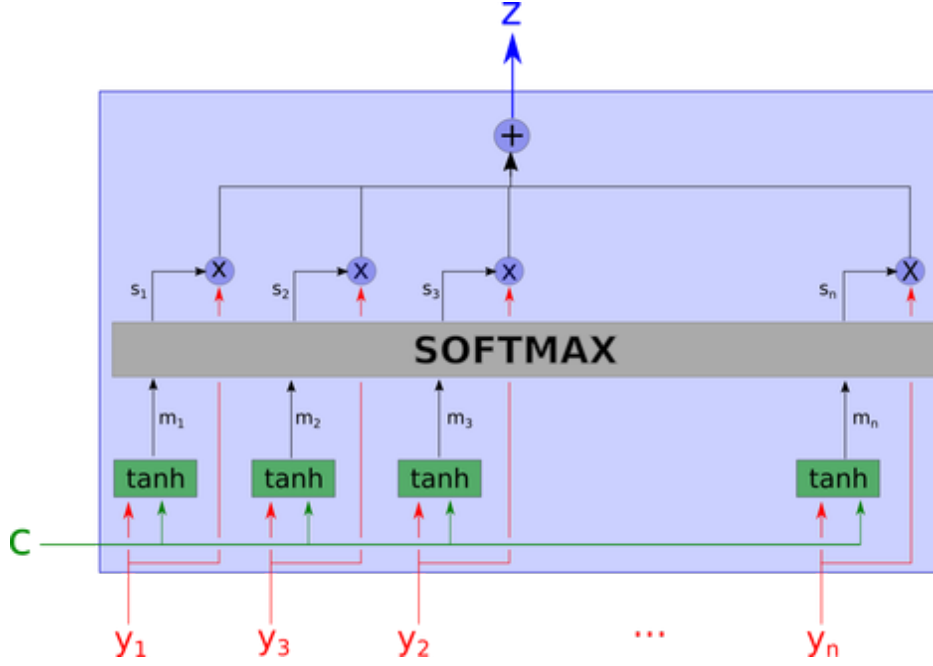 z
+
x x x x
s1 s2 s3 sn
SOFTMAX
m1 m2 m3 mn
tanh tanh tanh tanh
C
y1 y3 y2 ... yn